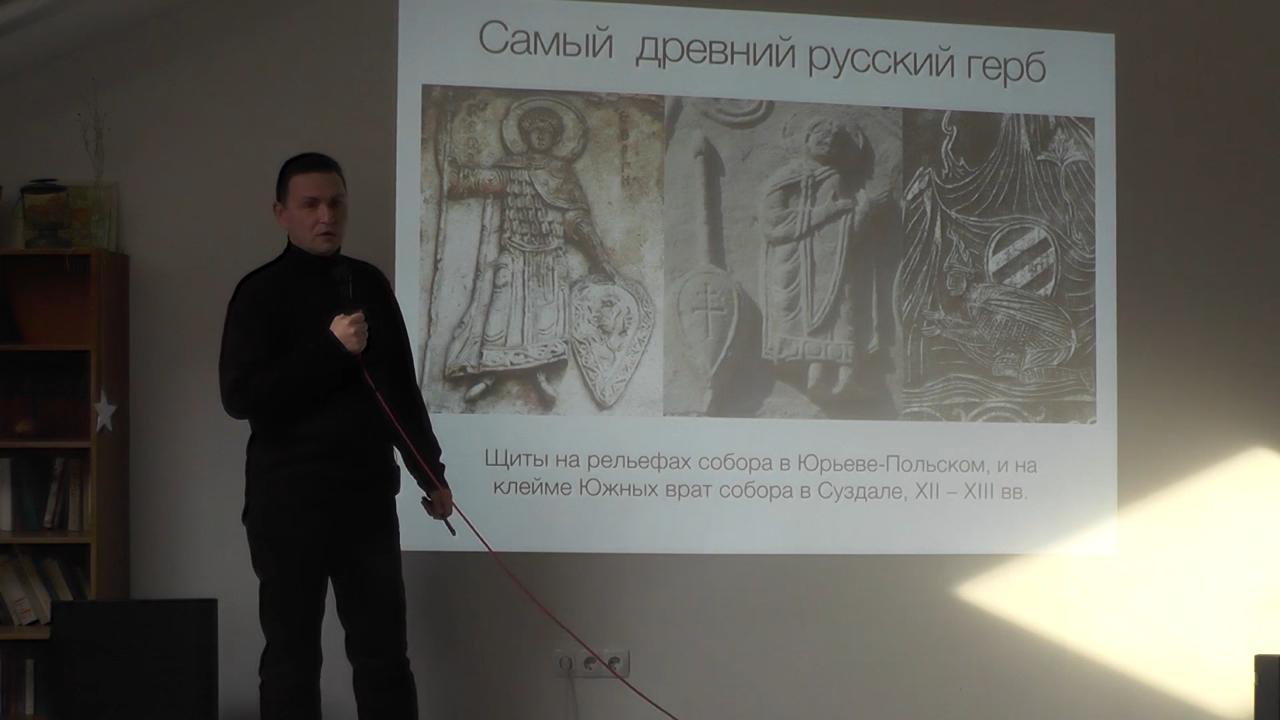 Самый древний русский герб
Щиты на рельефах собора в Юрьеве-Польском, и на
клейме Южных врат собора в Суздале, XII – XIII вв.